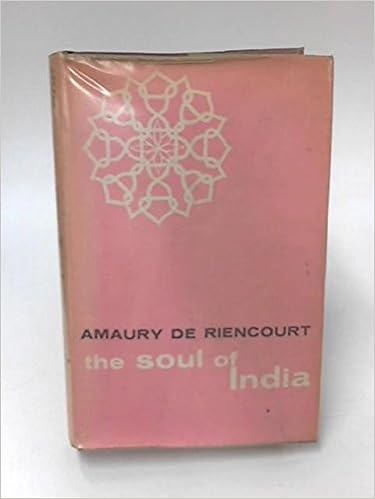 AMAURY DE RIENCOURT
the soul of
India